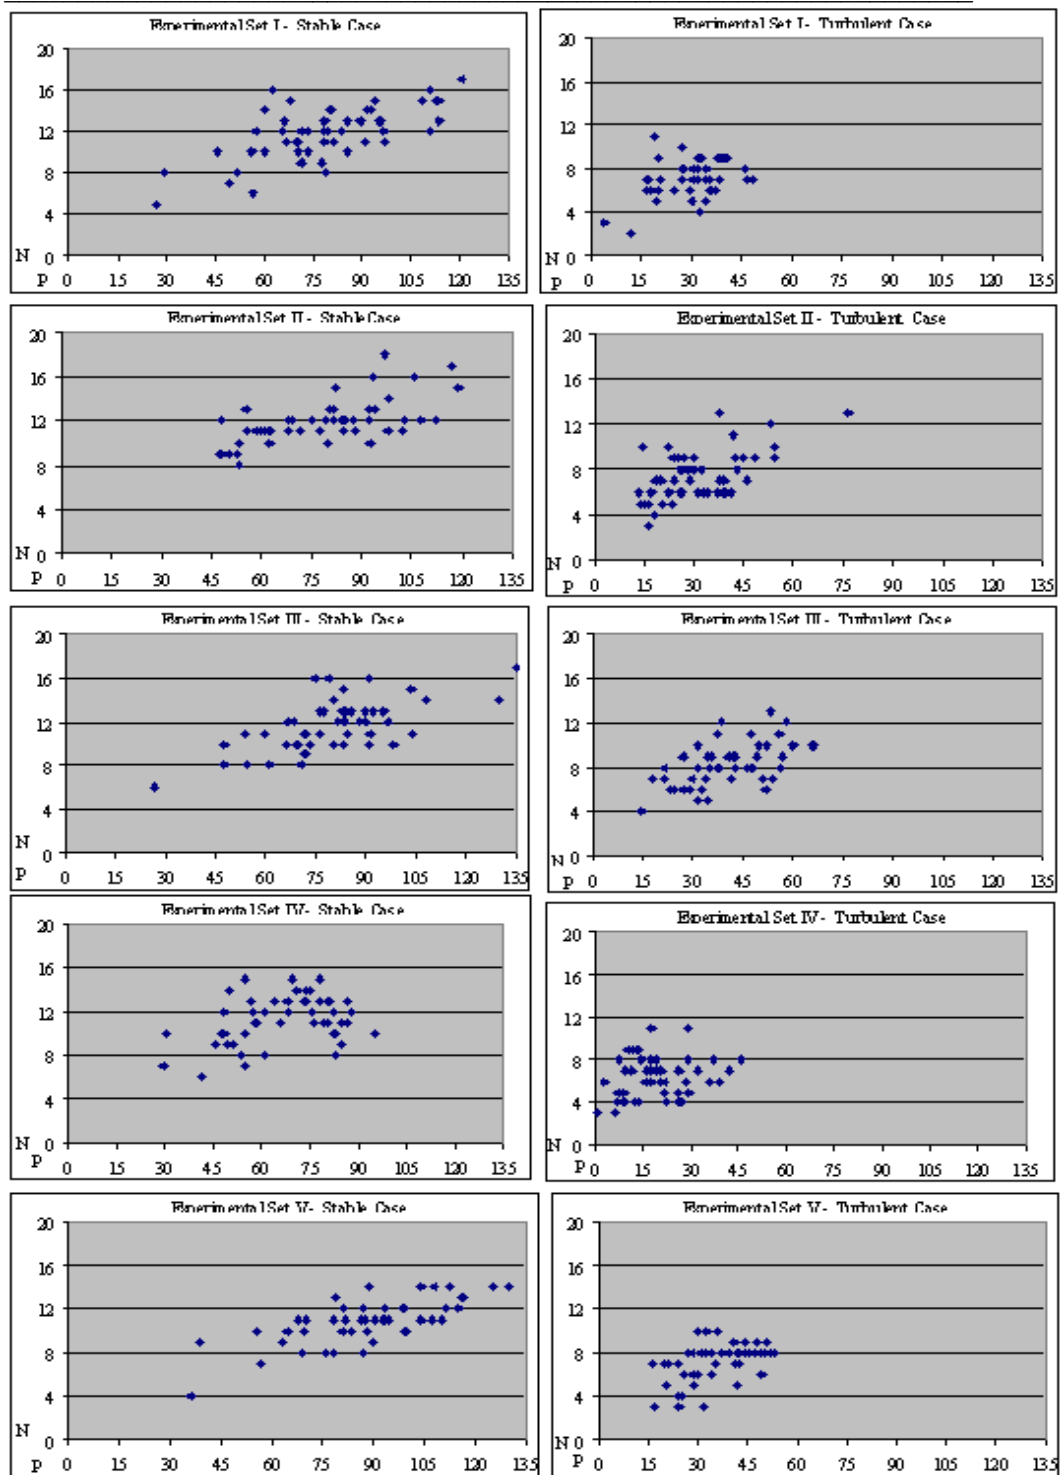 Experimental Set I - Stable Case
20
16
12
8
4
N 0
P 0 15 30 45 60 75 90 105 120 135
Experimental Set I - Turbulent Case
20
16
12
8
4
N 0
P 0 15 30 45 60 75 90 105 120 135
Experimental Set II - Stable Case
20
16
12
8
4
N 0
P 0 15 30 45 60 75 90 105 120 135
Experimental Set II - Turbulent Case
20
16
12
8
4
N 0
P 0 15 30 45 60 75 90 105 120 135
Experimental Set III - Stable Case
20
16
12
8
4
N 0
P 0 15 30 45 60 75 90 105 120 135
Experimental Set III - Turbulent Case
20
16
12
8
4
N 0
P 0 15 30 45 60 75 90 105 120 135
Experimental Set IV - Stable Case
20
16
12
8
4
N 0
P 0 15 30 45 60 75 90 105 120 135
Experimental Set IV - Turbulent Case
20
16
12
8
4
N 0
P 0 15 30 45 60 75 90 105 120 135
Experimental Set V - Stable Case
20
16
12
8
4
N 0
P 0 15 30 45 60 75 90 105 120 135
Experimental Set V - Turbulent Case
20
16
12
8
4
N 0
P 0 15 30 45 60 75 90 105 120 135